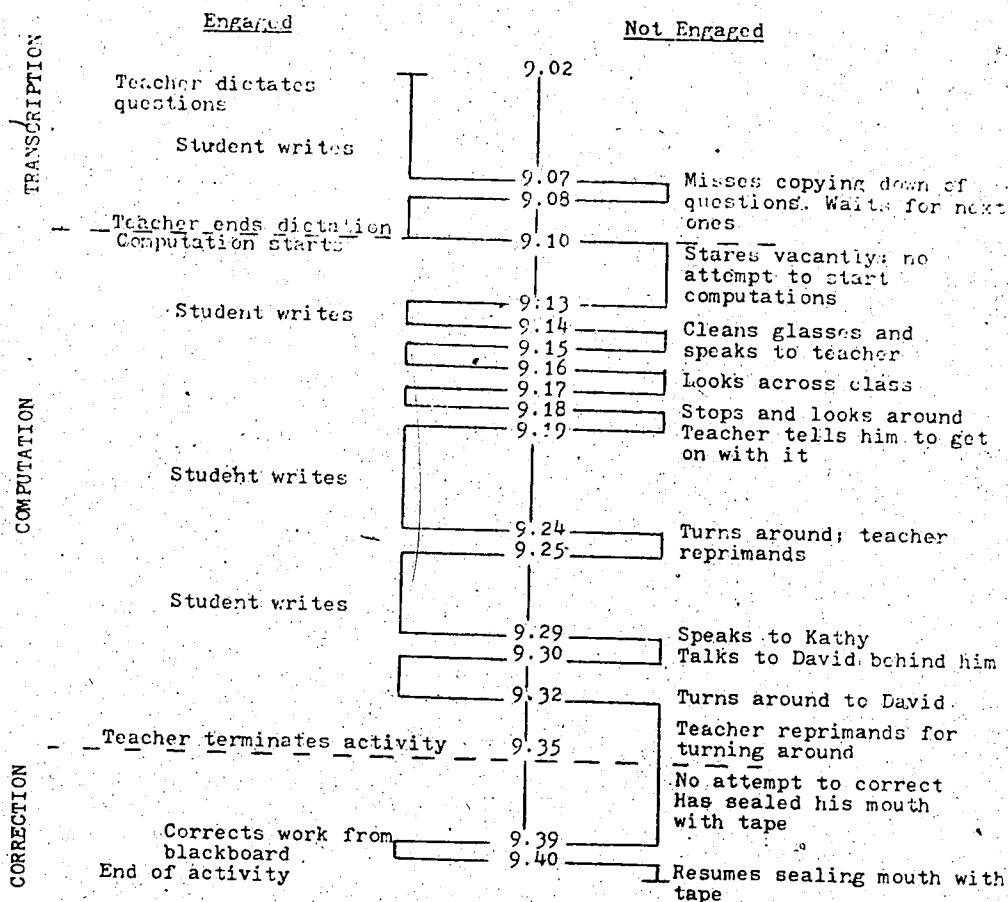 Engaged
Not Engaged
TRANSCRIPTION
9.02
Teacher dictates
questions
Student writes
9.07
9.08
Misses copying down of
questions. Waits for next
ones
Teacher ends dictation
Computation starts
9.10
Stares vacantly: no
attempt to start
computations
COMPUTATION
Student writes
9.13
9.14
Cleans glasses and
speaks to teacher
9.15
9.16
Looks across class
9.17
9.18
Stops and looks around
Teacher tells him to get
on with it
9.19
Student writes
9.24
Turns around; teacher
reprimands
9.25
Student writes
9.29
Speaks to Kathy
9.30
Talks to David behind him
9.32
Turns around to David
Teacher reprimands for
turning around
Teacher terminates activity
9.35
CORRECTION
No attempt to correct
Has sealed his mouth
with tape
Corrects work from
blackboard
9.39
9.40
End of activity
Resumes sealing mouth with
tape